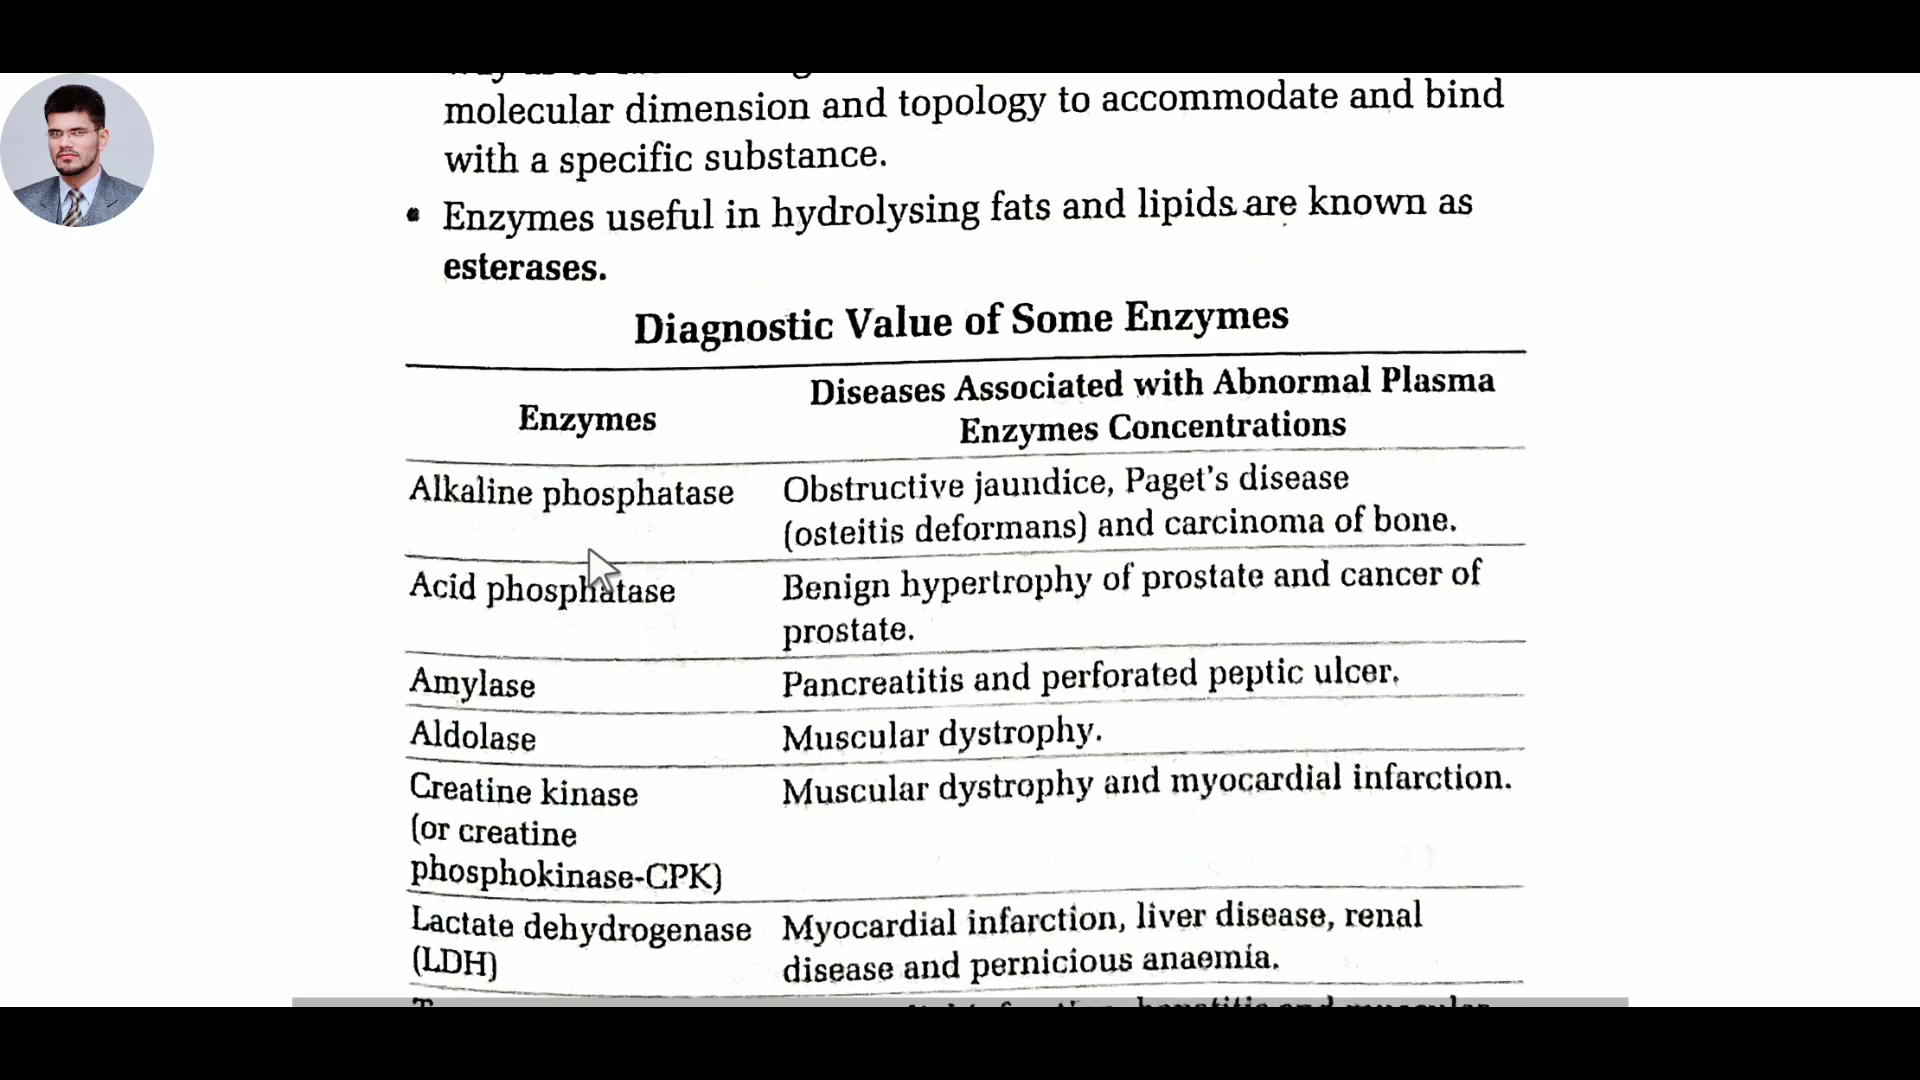 molecular dimension and topology to accommodate and bind
with a specific substance.
• Enzymes useful in hydrolysing fats and lipids are known as
esterases.
Diagnostic Value of Some Enzymes
Enzymes
Diseases Associated with Abnormal Plasma
Enzymes Concentrations
Alkaline phosphatase
Obstructive jaundice, Paget's disease
(osteitis deformans) and carcinoma of bone.
Acid phosphatase
Benign hypertrophy of prostate and cancer of
prostate.
Amylase
Pancreatitis and perforated peptic ulcer.
Aldolase
Muscular dystrophy.
Creatine kinase
(or creatine
phosphokinase-CPK)
Muscular dystrophy and myocardial infarction.
Lactate dehydrogenase
(LDH)
Myocardial infarction, liver disease, renal
disease and pernicious anaemia.